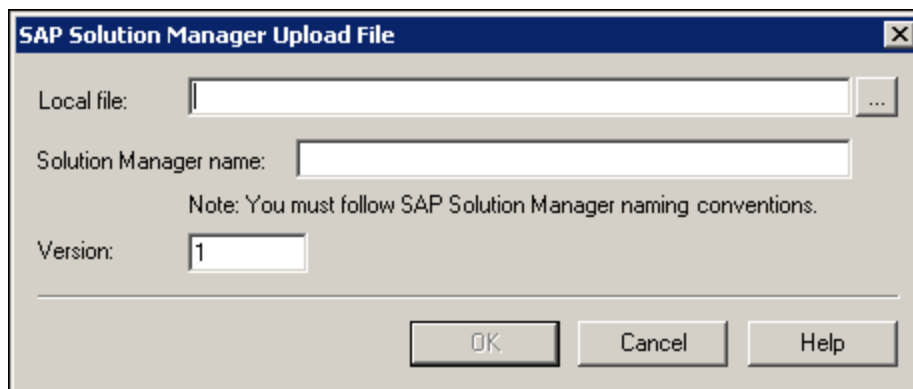 SAP Solution Manager Upload File
Local file:
...
Solution Manager name:
Note: You must follow SAP Solution Manager naming conventions.
Version: 1
OK Cancel Help